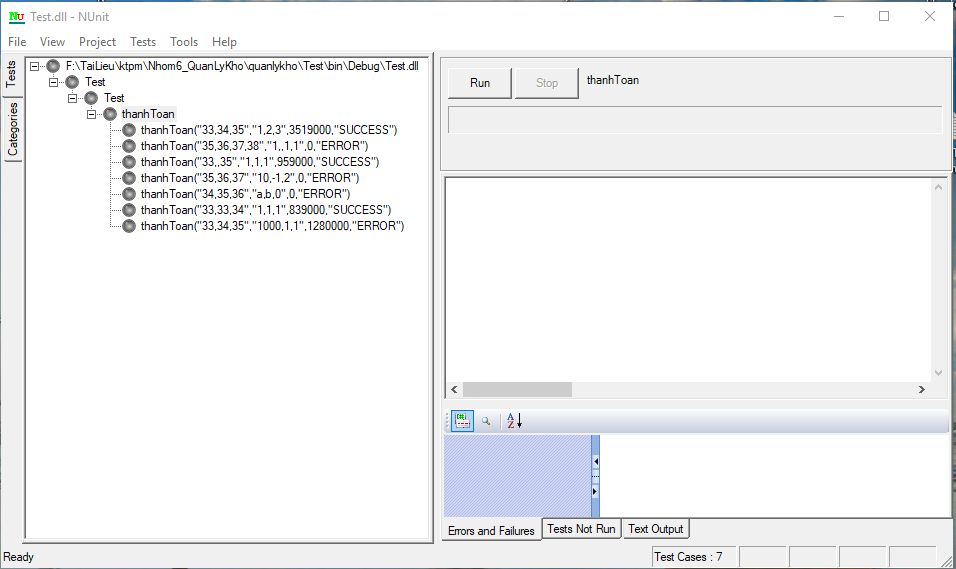 Test.dll - NUnit
File View Project Tests Tools Help
Tests
Categories
F:\TaiLieu\ktpm\Nhom6_QuanLyKho\quanlykho\Test\bin\Debug\Test.dll
Test
Test
thanhToan
thanhToan("33,34,35","1,2,3",3519000,"SUCCESS")
thanhToan("35,36,37,38","1,,1,1",0,"ERROR")
thanhToan("33,,35","1,1,1",959000,"SUCCESS")
thanhToan("35,36,37","10,-1,2",0,"ERROR")
thanhToan("34,35,36","a,b,0",0,"ERROR")
thanhToan("33,33,34","1,1,1",839000,"SUCCESS")
thanhToan("33,34,35","1000,1,1",1280000,"ERROR")
Run Stop thanhToan
Errors and Failures Tests Not Run Text Output
Ready Test Cases : 7